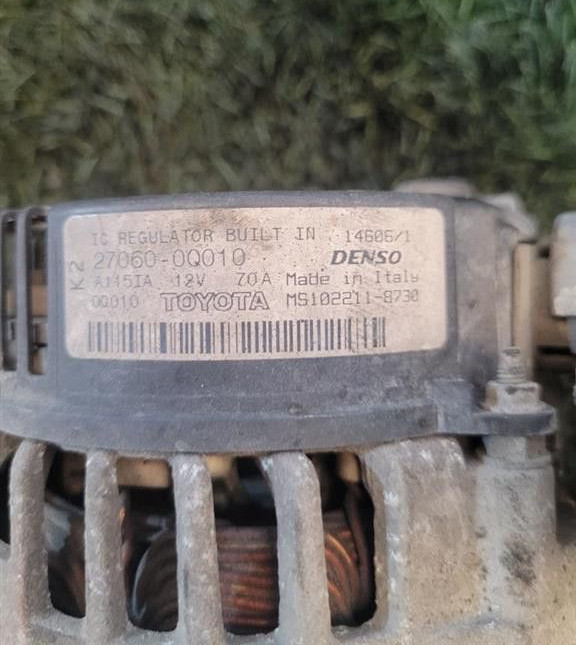 IC REGULATOR BUILT IN 14606/1
K2 27060-0Q010 DENSO
A115IA 12V 70A Made in Italy
0Q010 TOYOTA MS102211-8730